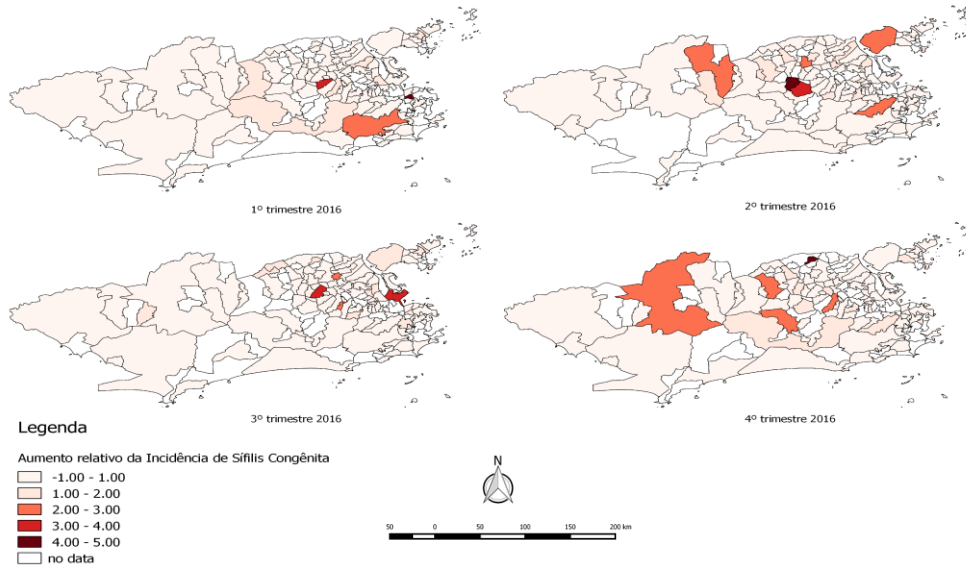 1º trimestre 2016
2º trimestre 2016
3º trimestre 2016
4º trimestre 2016
Legenda
Aumento relativo da Incidência de Sífilis Congênita
-1.00 - 1.00
1.00 - 2.00
2.00 - 3.00
3.00 - 4.00
4.00 - 5.00
no data
N
50 0 50 100 150 200 km